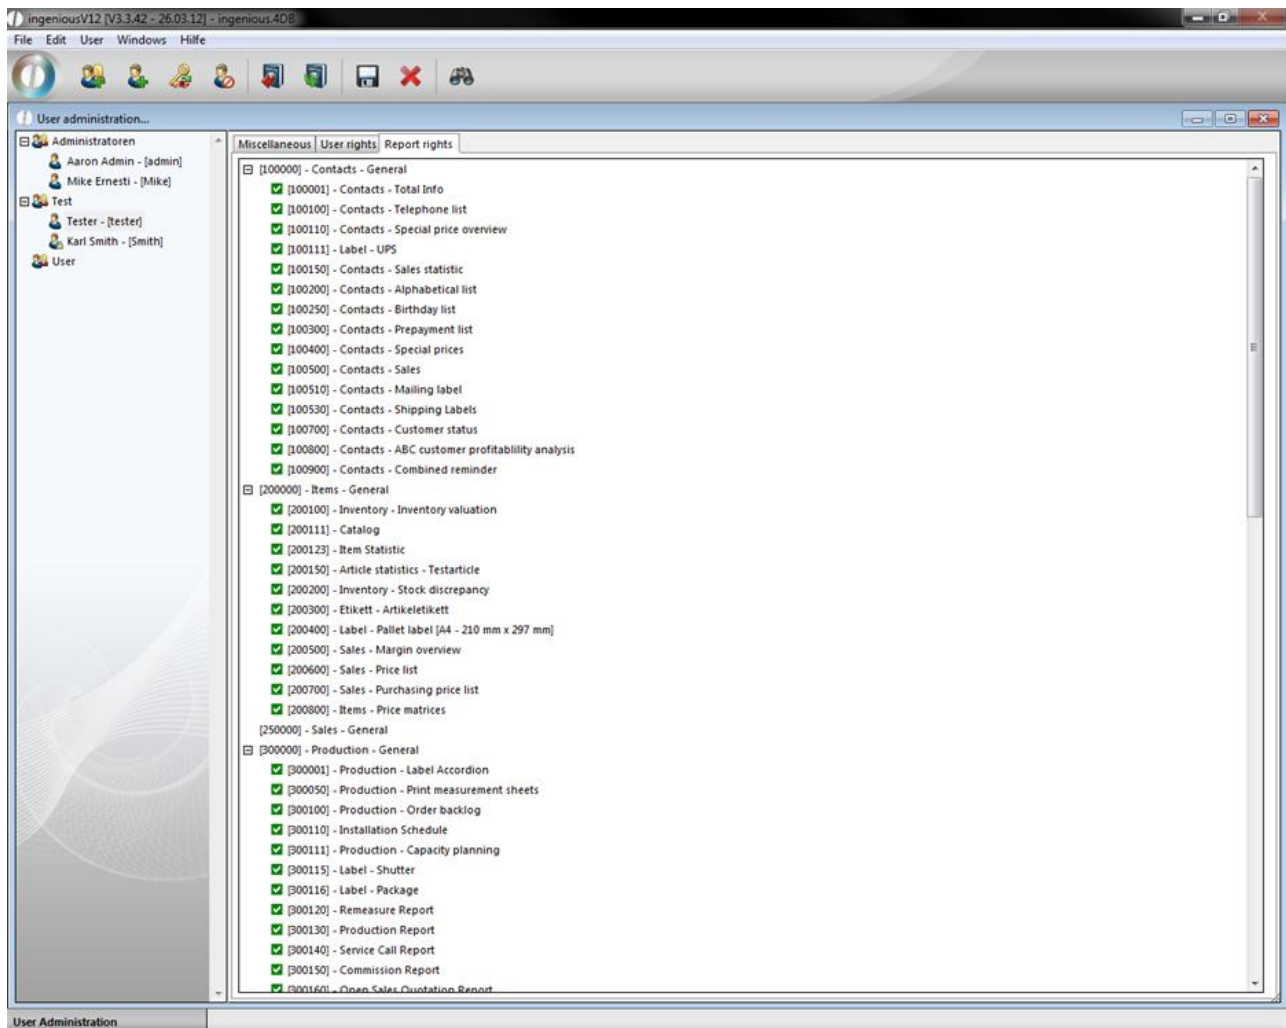 ingeniousV12 [V3.3.42 - 26.03.12] - ingenious.4DB
File Edit User Windows Hilfe
User administration...
Administratoren
Aaron Admin - [admin]
Mike Ernesti - [Mike]
Test
Tester - [tester]
Karl Smith - [Smith]
User
Miscellaneous User rights Report rights
[100000] - Contacts - General
[100001] - Contacts - Total Info
[100100] - Contacts - Telephone list
[100110] - Contacts - Special price overview
[100111] - Label - UPS
[100150] - Contacts - Sales statistic
[100200] - Contacts - Alphabetical list
[100250] - Contacts - Birthday list
[100300] - Contacts - Prepayment list
[100400] - Contacts - Special prices
[100500] - Contacts - Sales
[100510] - Contacts - Mailing label
[100530] - Contacts - Shipping Labels
[100700] - Contacts - Customer status
[100800] - Contacts - ABC customer profitablility analysis
[100900] - Contacts - Combined reminder
[200000] - Items - General
[200100] - Inventory - Inventory valuation
[200111] - Catalog
[200123] - Item Statistic
[200150] - Article statistics - Testarticle
[200200] - Inventory - Stock discrepancy
[200300] - Etikett - Artikeletikett
[200400] - Label - Pallet label [A4 - 210 mm x 297 mm]
[200500] - Sales - Margin overview
[200600] - Sales - Price list
[200700] - Sales - Purchasing price list
[200800] - Items - Price matrices
[250000] - Sales - General
[300000] - Production - General
[300001] - Production - Label Accordion
[300050] - Production - Print measurement sheets
[300100] - Production - Order backlog
[300110] - Installation Schedule
[300111] - Production - Capacity planning
[300115] - Label - Shutter
[300116] - Label - Package
[300120] - Remeasure Report
[300130] - Production Report
[300140] - Service Call Report
[300150] - Commission Report
[300160] - Open Sales Quotation Report
User Administration